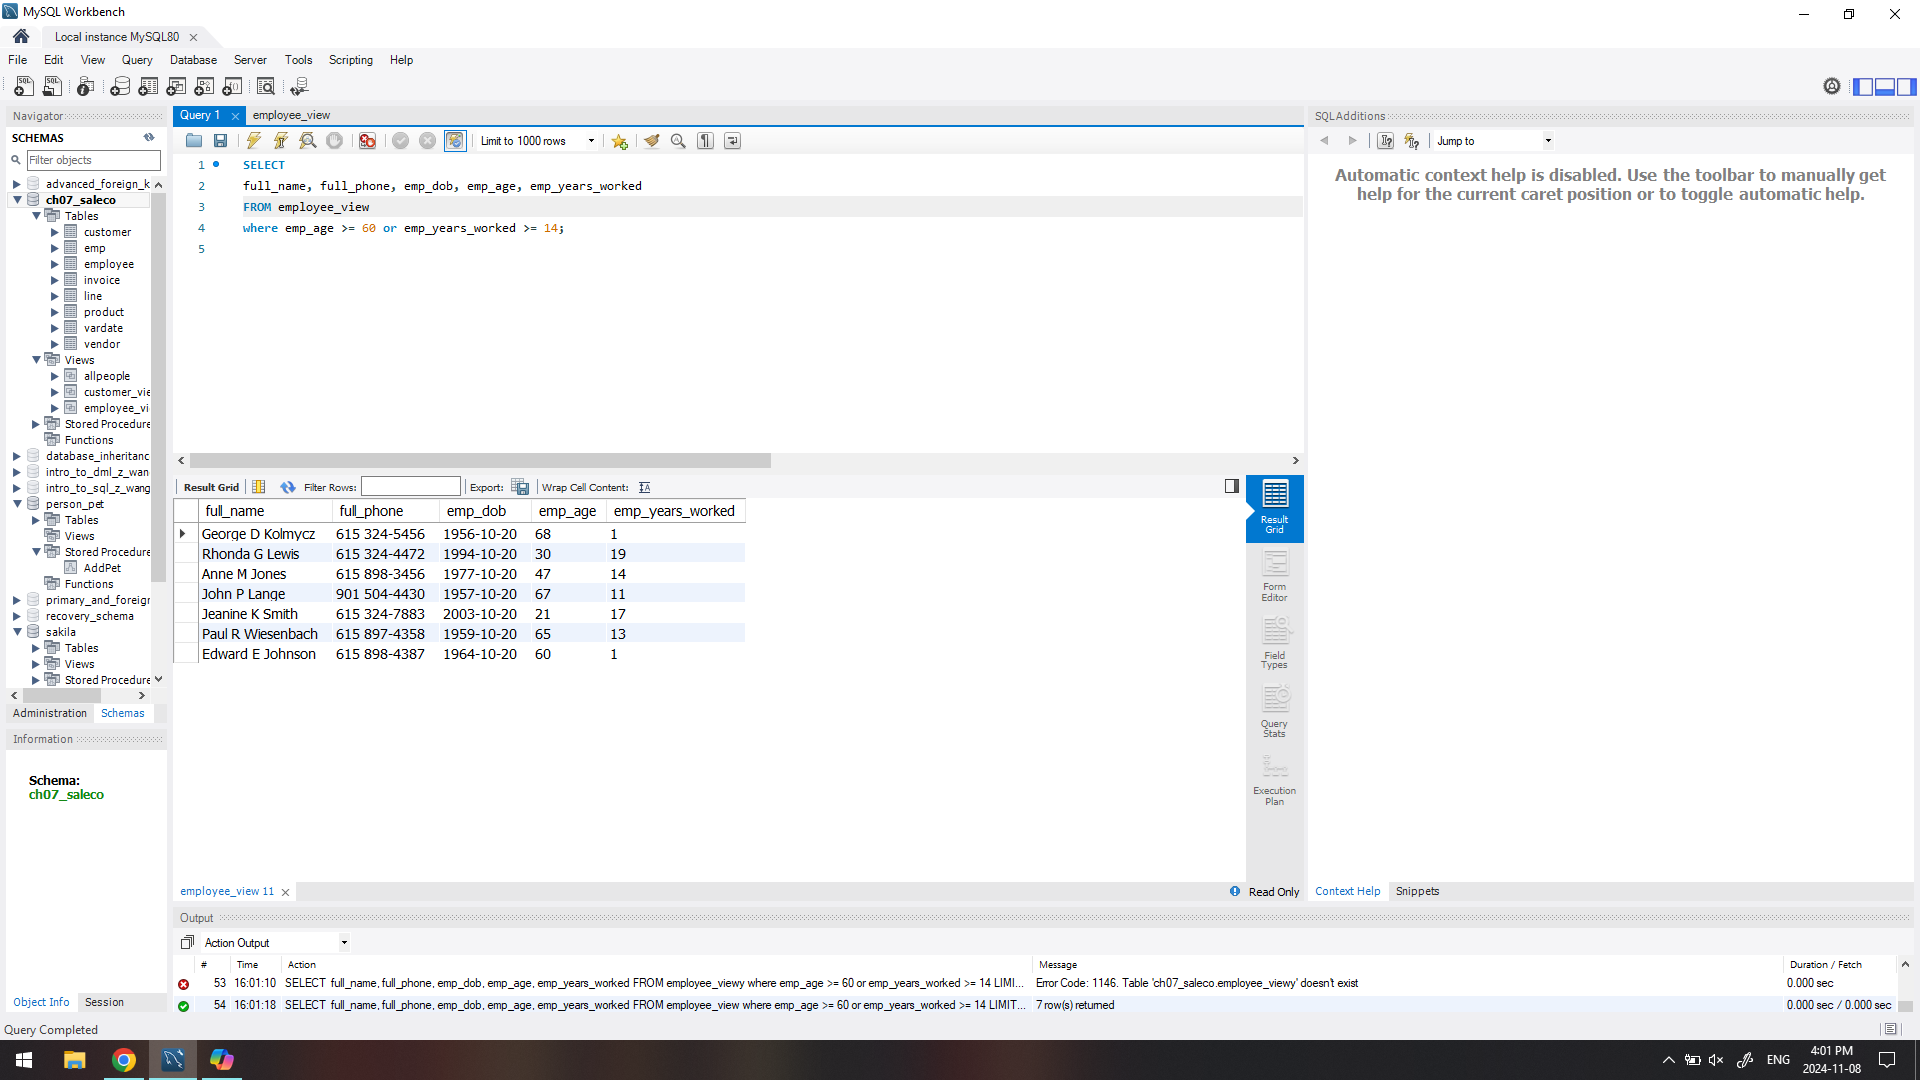 MySQL Workbench
Local instance MySQL80
File Edit View Query Database Server Tools Scripting Help
Navigator
SCHEMAS
Filter objects
advanced_foreign_k
ch07_saleco
Tables
customer
emp
employee
invoice
line
product
vardate
vendor
Views
allpeople
customer_vie
employee_vi
Stored Procedure
Functions
database_inheritanc
intro_to_dml_z_wan
intro_to_sql_z_wang
person_pet
Tables
Views
Stored Procedure
AddPet
Functions
primary_and_foreign
recovery_schema
sakila
Tables
Views
Stored Procedure
Administration Schemas
Information
Schema:
ch07_saleco
Object Info Session
Query Completed
Query 1 employee_view
Limit to 1000 rows
1 SELECT
2 full_name, full_phone, emp_dob, emp_age, emp_years_worked
3 FROM employee_view
4 where emp_age >= 60 or emp_years_worked >= 14;
5
Result Grid Filter Rows: Export: Wrap Cell Content:
full_name full_phone emp_dob emp_age emp_years_worked
George D Kolmycz 615 324-5456 1956-10-20 68 1
Rhonda G Lewis 615 324-4472 1994-10-20 30 19
Anne M Jones 615 898-3456 1977-10-20 47 14
John P Lange 901 504-4430 1957-10-20 67 11
Jeanine K Smith 615 324-7883 2003-10-20 21 17
Paul R Wiesenbach 615 897-4358 1959-10-20 65 13
Edward E Johnson 615 898-4387 1964-10-20 60 1
Result
Grid
Form
Editor
Field
Types
Query
Stats
Execution
Plan
employee_view 11 Read Only
SQLAdditions
Jump to
Automatic context help is disabled. Use the toolbar to manually get
help for the current caret position or to toggle automatic help.
Context Help Snippets
Output
Action Output
# Time Action Message Duration / Fetch
53 16:01:10 SELECT full_name, full_phone, emp_dob, emp_age, emp_years_worked FROM employee_viewy where emp_age >= 60 or emp_years_worked >= 14 LIMI... Error Code: 1146. Table 'ch07_saleco.employee_viewy' doesn't exist 0.000 sec
54 16:01:18 SELECT full_name, full_phone, emp_dob, emp_age, emp_years_worked FROM employee_view where emp_age >= 60 or emp_years_worked >= 14 LIMIT... 7 row(s) returned 0.000 sec / 0.000 sec
ENG
4:01 PM
2024-11-08